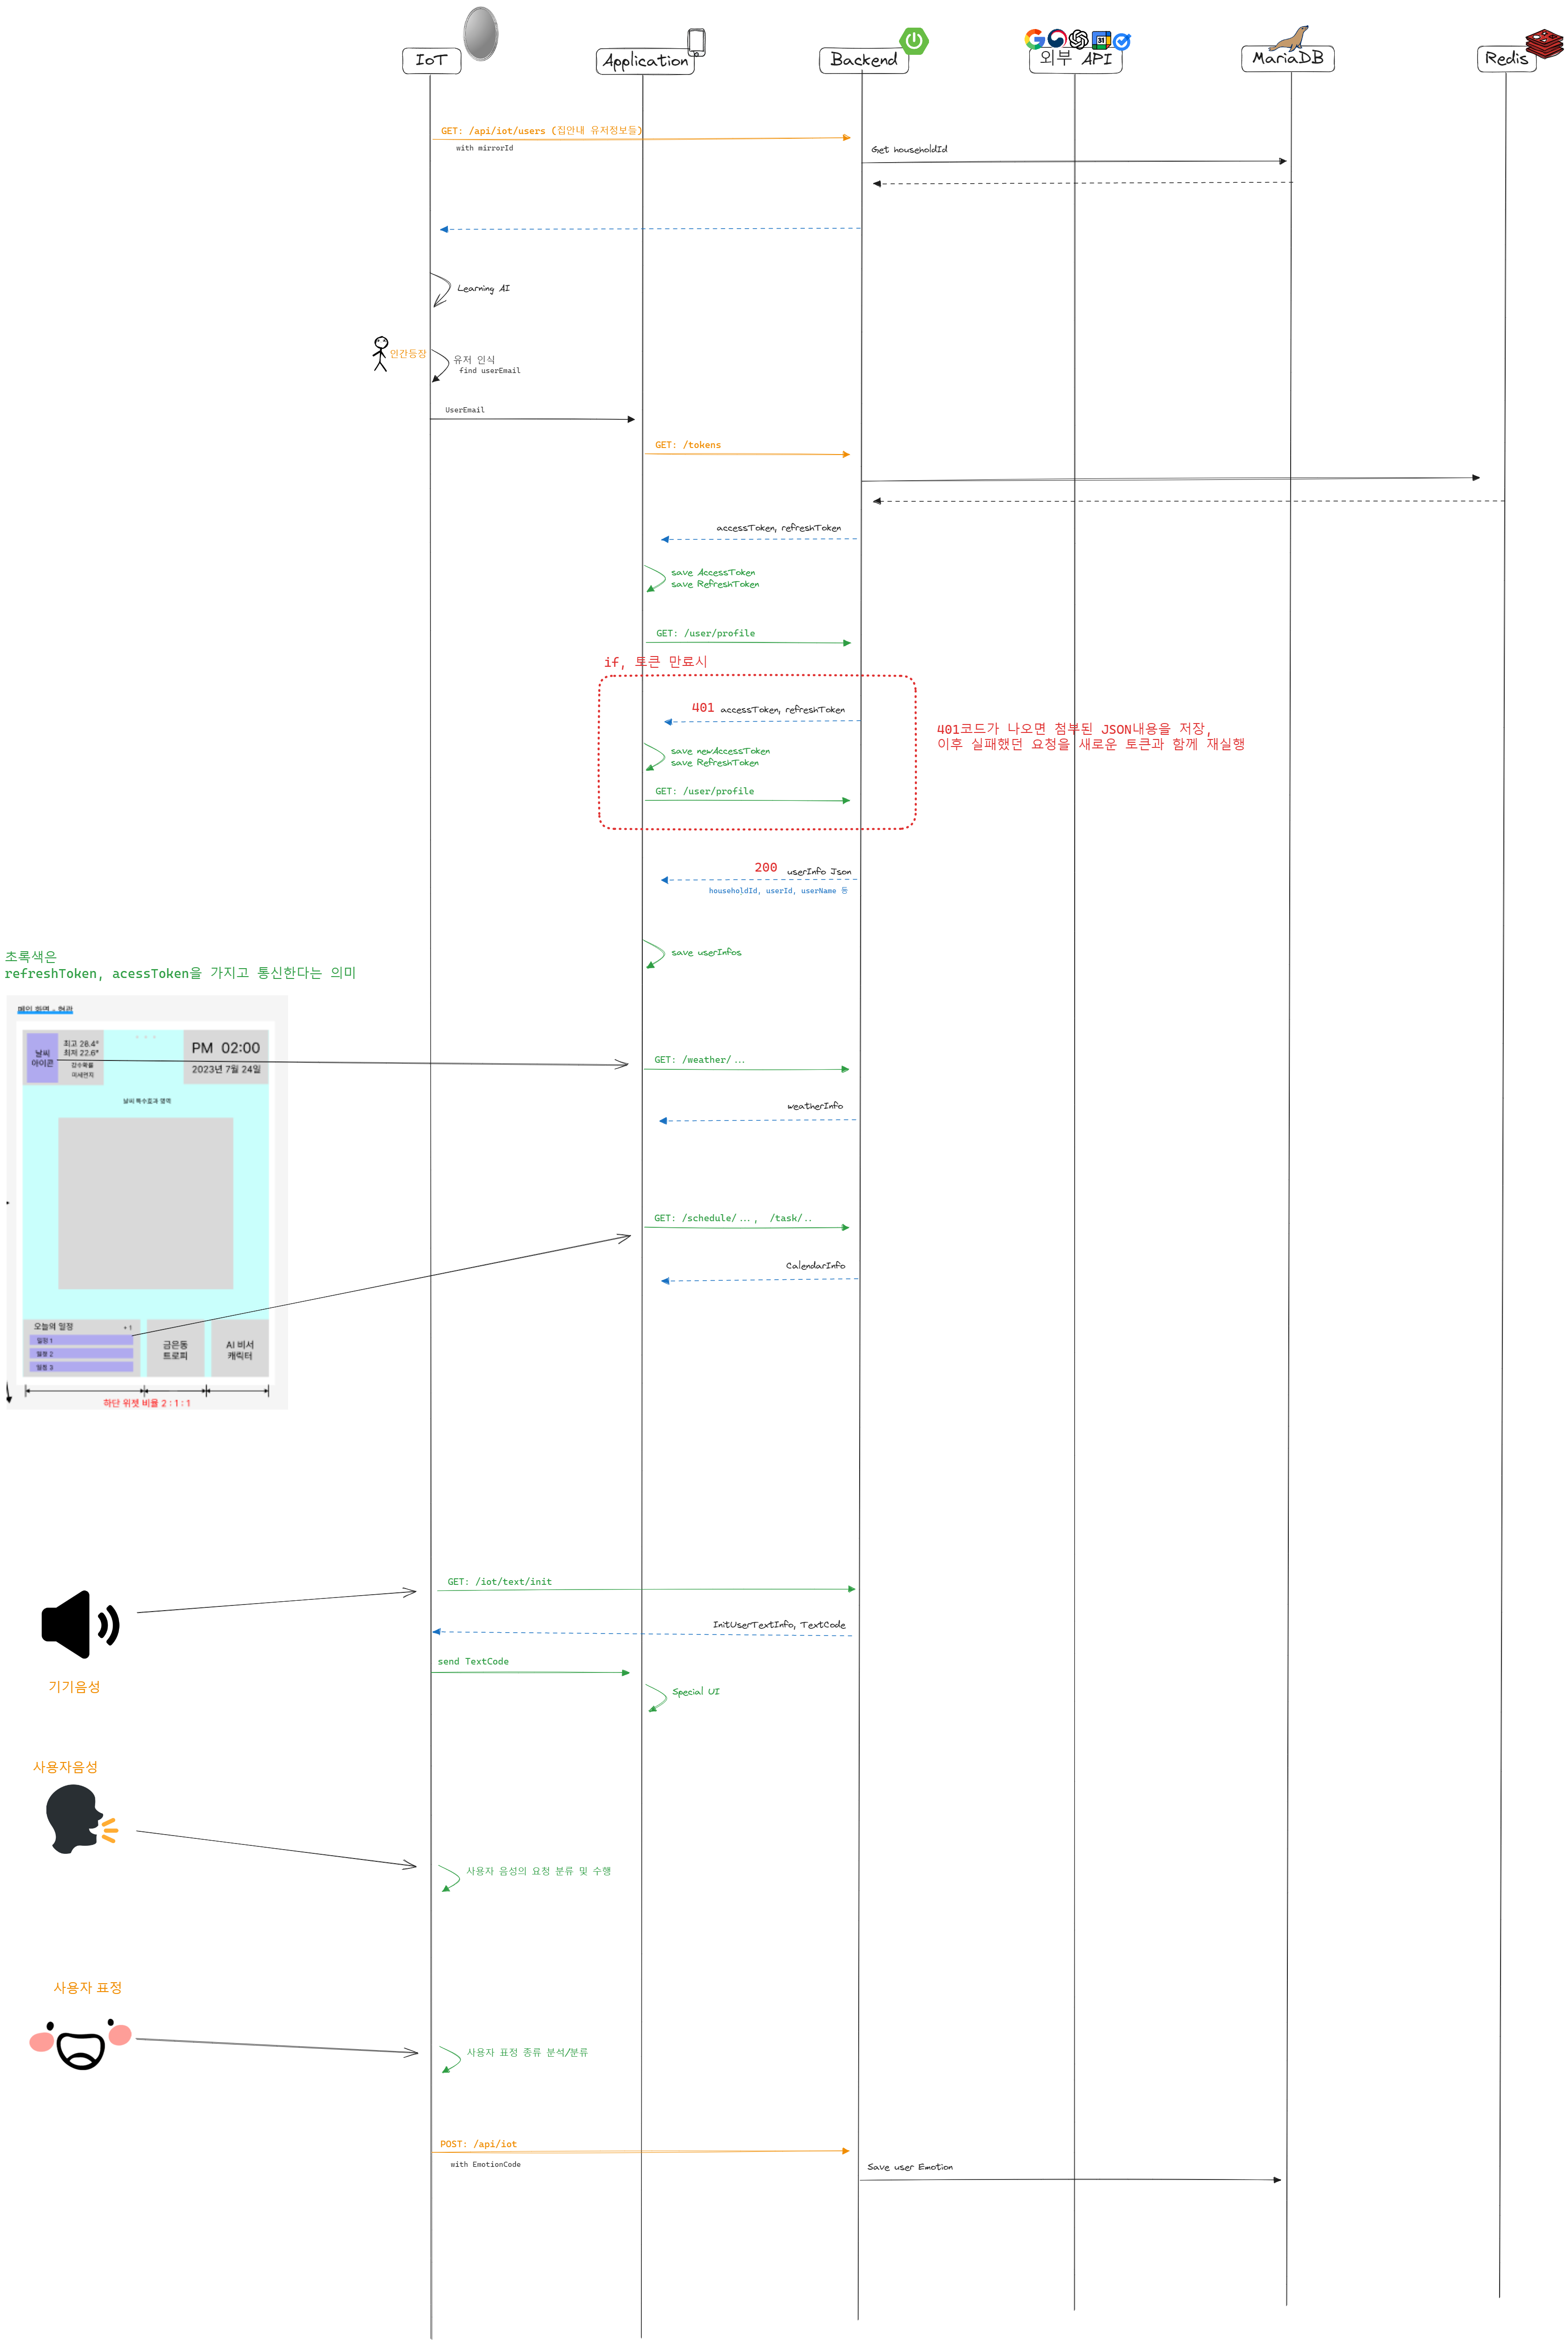 IoT
Application
Backend
외부 API
MariaDB
Redis
31
GET: /api/iot/users (집안내 유저정보들)
with mirrorId
Get householdId
Learning AI
인간등장
유저 인식
find userEmail
UserEmail
GET: /tokens
accessToken, refreshToken
save AccessToken
save RefreshToken
GET: /user/profile
if, 토큰 만료시
401 accessToken, refreshToken
save newAccessToken
save RefreshToken
GET: /user/profile
401코드가 나오면 첨부된 JSON내용을 저장,
이후 실패했던 요청을 새로운 토큰과 함께 재실행
200 userInfo Json
householdId, userId, userName 등
save userInfos
초록색은
refreshToken, acessToken을 가지고 통신한다는 의미
메인 화면 - 현관
날씨
아이콘
최고 28.4°
최저 22.6°
강수확률
미세먼지
PM 02:00
2023년 7월 24일
날씨 특수효과 영역
GET: /weather/...
weatherInfo
GET: /schedule/..., /task/..
CalendarInfo
오늘의 일정
< 1
일정 1
일정 2
일정 3
금은동
트로피
AI 비서
캐릭터
하단 위젯 비율 2 : 1 : 1
GET: /iot/text/init
InitUserTextInfo, TextCode
send TextCode
Special UI
기기음성
사용자음성
사용자 음성의 요청 분류 및 수행
사용자 표정
사용자 표정 종류 분석/분류
POST: /api/iot
with EmotionCode
Save user Emotion